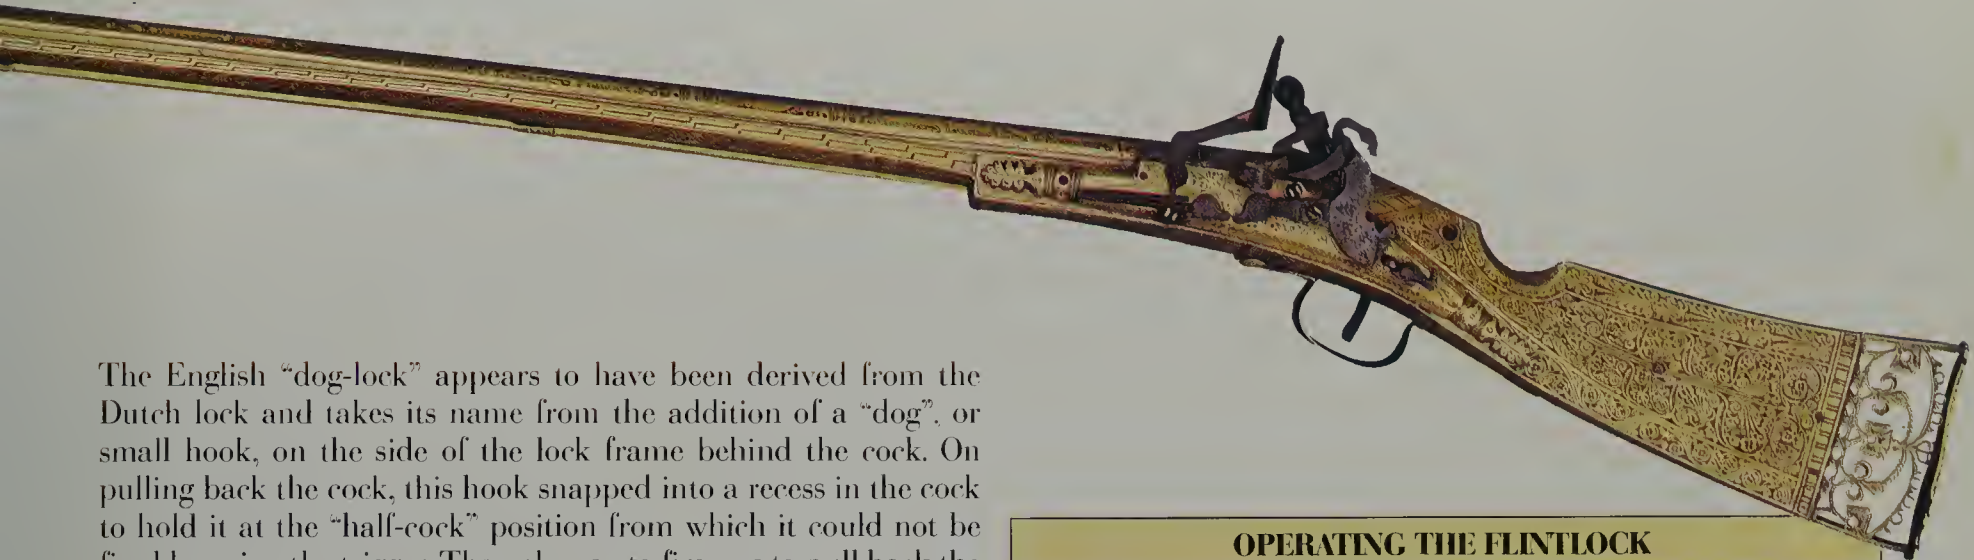 The English “dog-lock” appears to have been derived from the
Dutch lock and takes its name from the addition of a “dog”, or
small hook, on the side of the lock frame behind the cock. On
pulling back the cock, this hook snapped into a recess in the cock
to hold it at the “half-cock” position from which it could not be
OPERATING THE FLINTLOCK